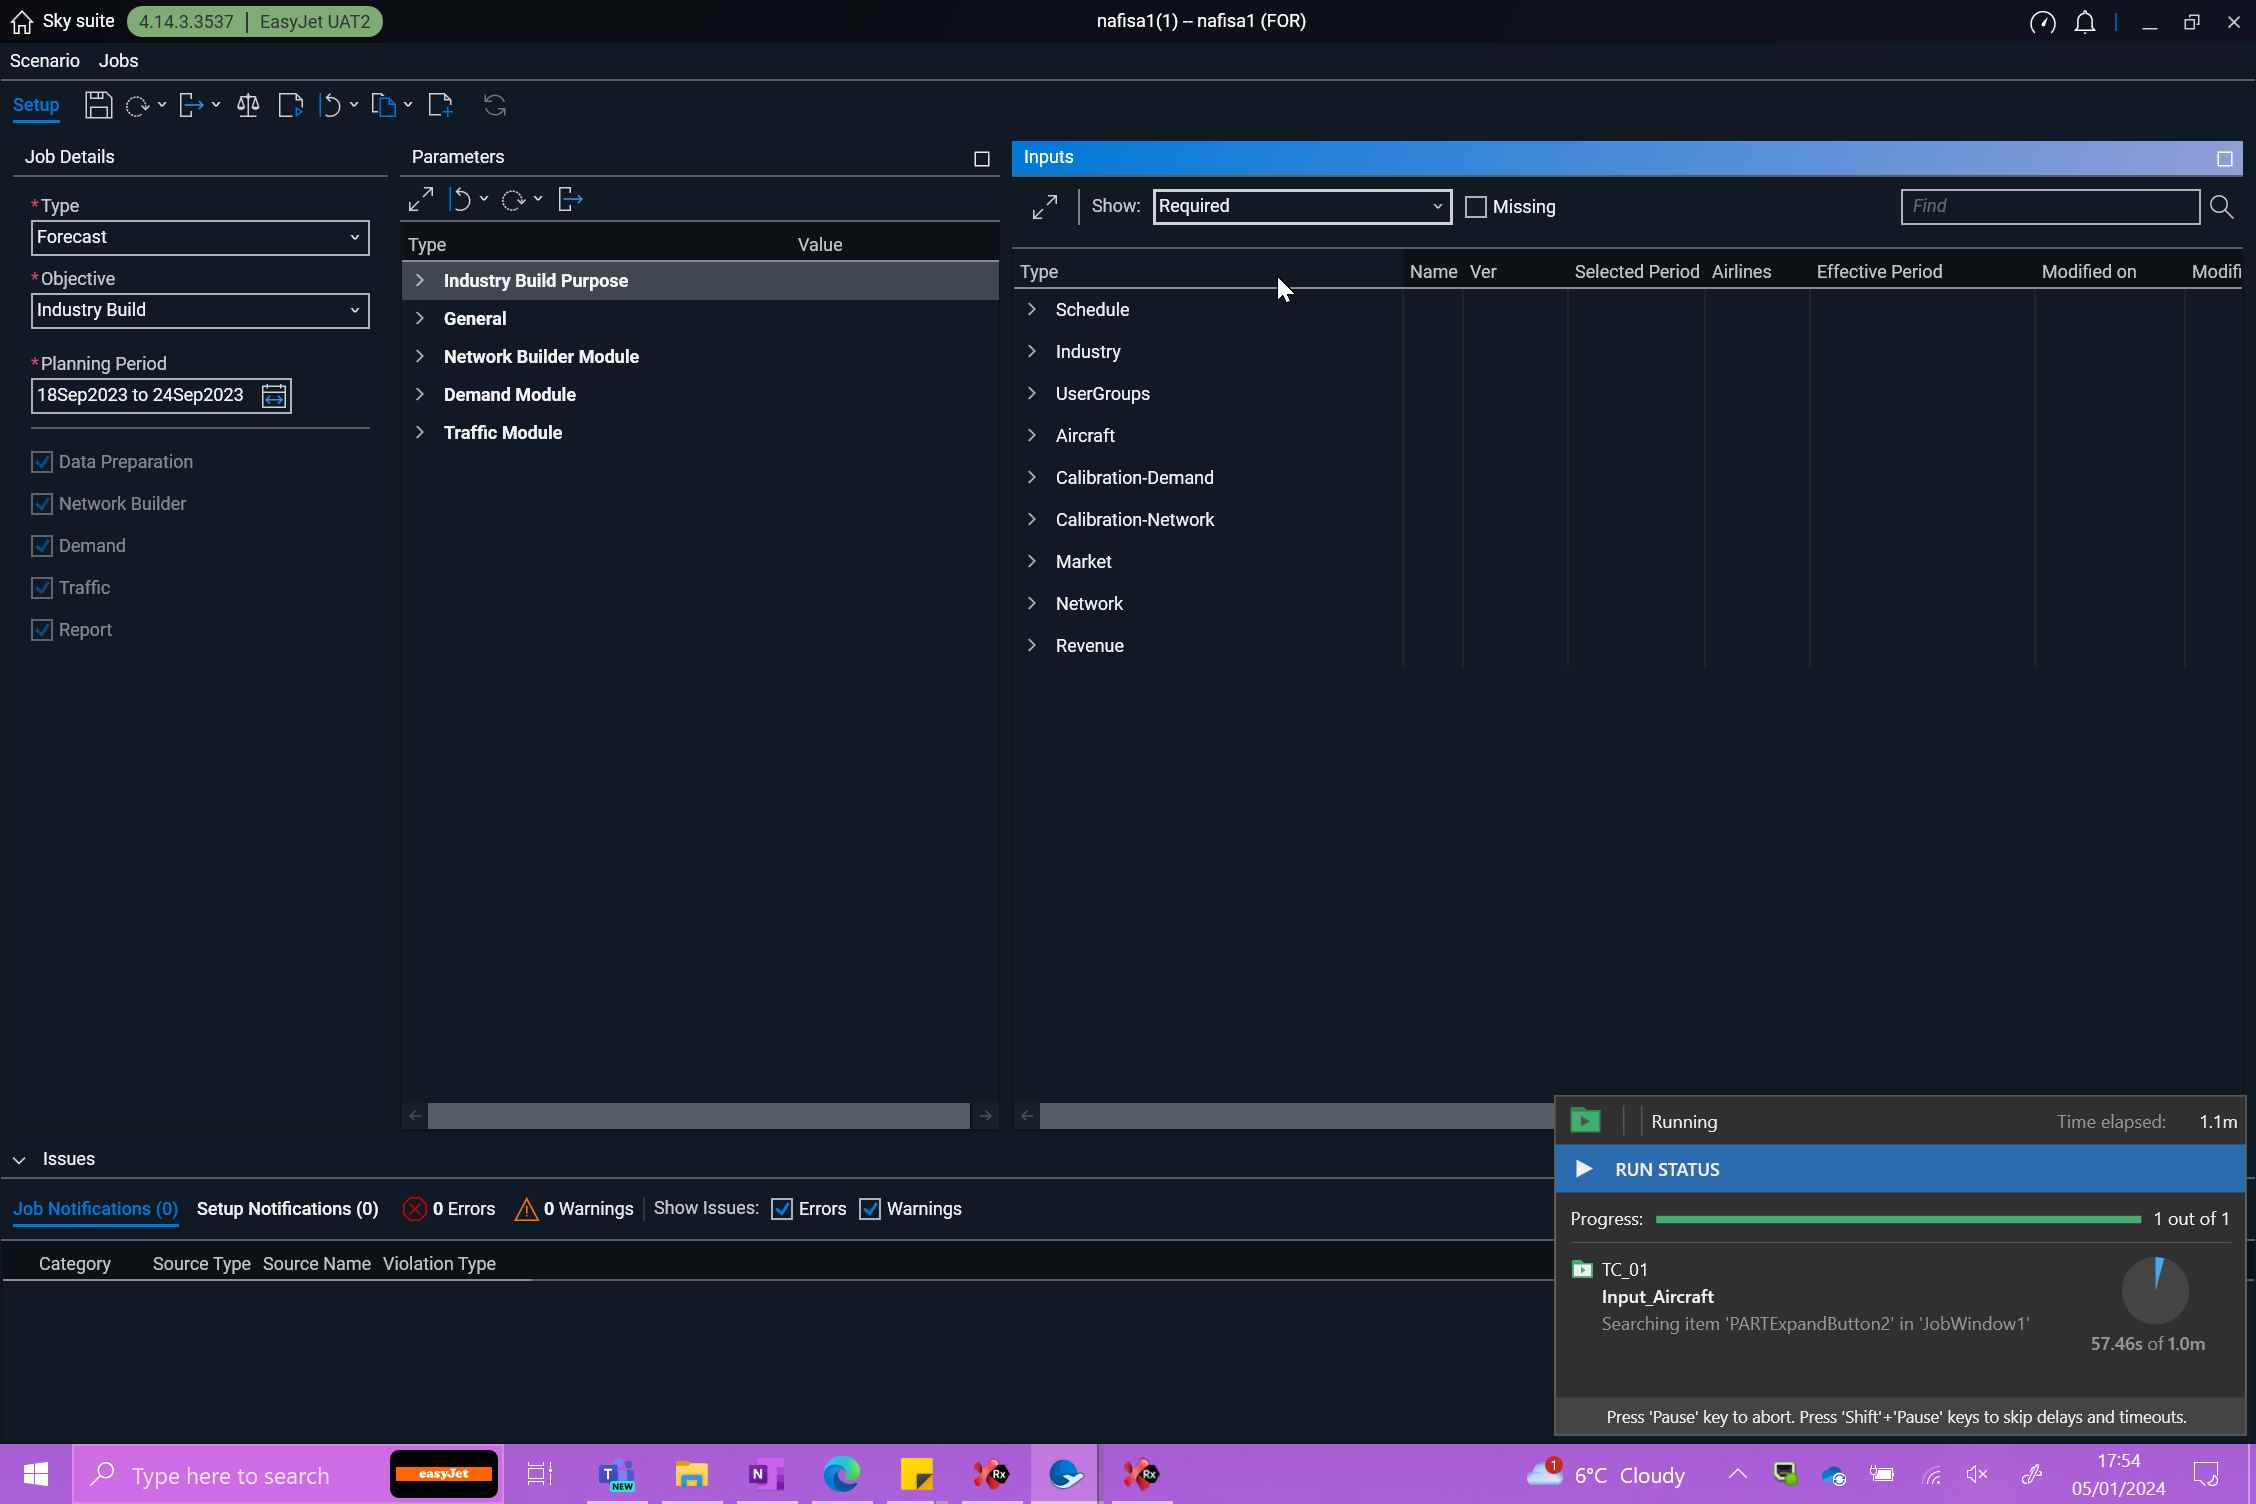 Sky suite 4.14.3.3537 | EasyJet UAT2 nafisa1(1) – nafisa1 (FOR)
Scenario Jobs
Setup
Job Details
*Type
Forecast
*Objective
Industry Build
*Planning Period
18Sep2023 to 24Sep2023
Data Preparation
Network Builder
Demand
Traffic
Report
Parameters
Type Value
Industry Build Purpose
General
Network Builder Module
Demand Module
Traffic Module
Inputs
Show: Required Missing Find
Type Name Ver Selected Period Airlines Effective Period Modified on Modifi
Schedule
Industry
UserGroups
Aircraft
Calibration-Demand
Calibration-Network
Market
Network
Revenue
Issues
Job Notifications (0) Setup Notifications (0) 0 Errors 0 Warnings Show Issues: Errors Warnings
Category Source Type Source Name Violation Type
Running Time elapsed: 1.1m
RUN STATUS
Progress: 1 out of 1
TC_01
Input_Aircraft
Searching item 'PARTExpandButton2' in 'JobWindow1'
57.46s of 1.0m
Press 'Pause' key to abort. Press 'Shift'+'Pause' keys to skip delays and timeouts.
Type here to search easyJet T NEW N Rx Rx 1 6°C Cloudy 17:54
05/01/2024